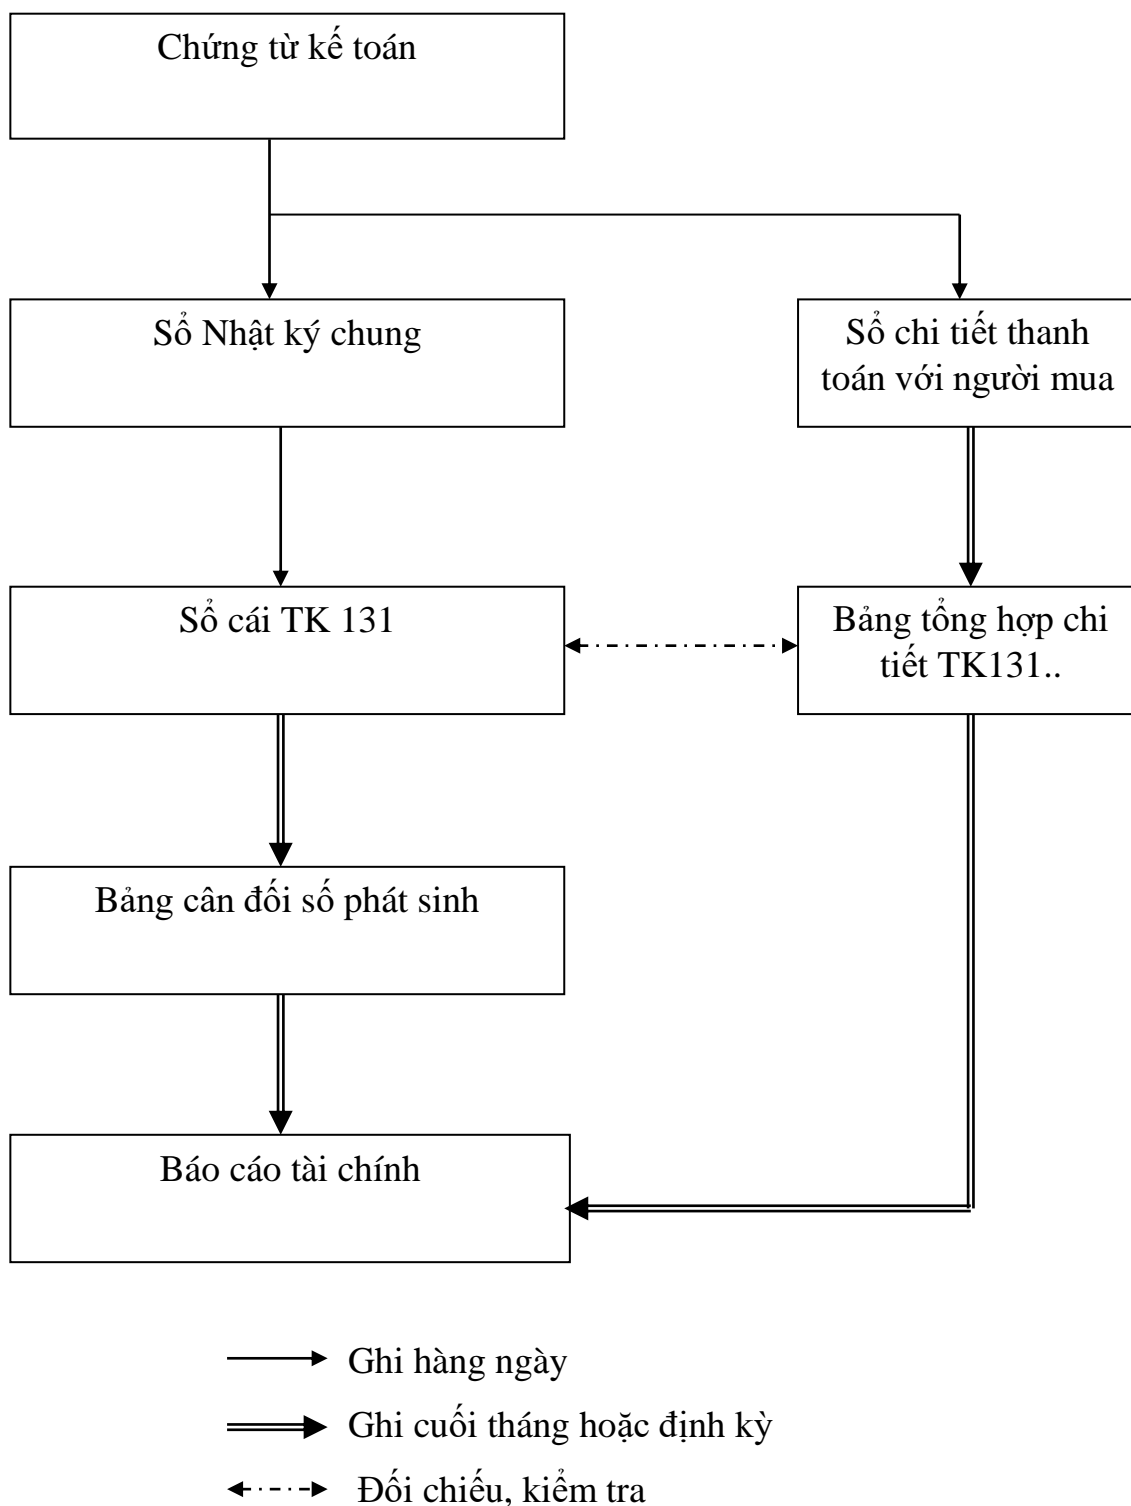 Chứng từ kế toán
Sổ Nhật ký chung
Sổ chi tiết thanh
toán với người mua
Sổ cái TK 131
Bảng tổng hợp chi
tiết TK131..
Bảng cân đối số phát sinh
Báo cáo tài chính
Ghi hàng ngày
Ghi cuối tháng hoặc định kỳ
Đối chiếu, kiểm tra